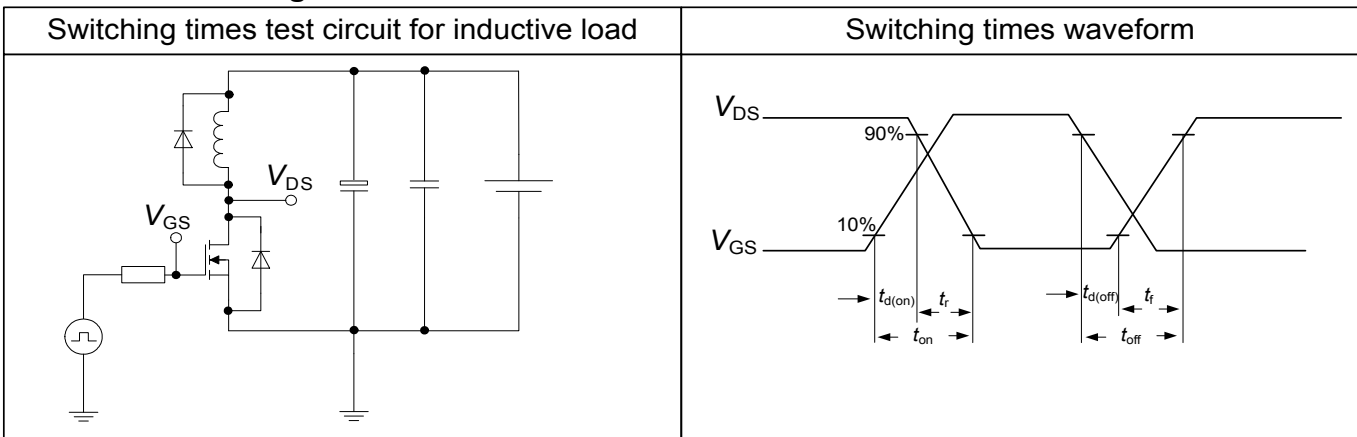 Switching times test circuit for inductive load
Switching times waveform
VDS
VGS
VDS
90%
10%
VGS
td(on)
tr
ton
td(off)
tf
toff